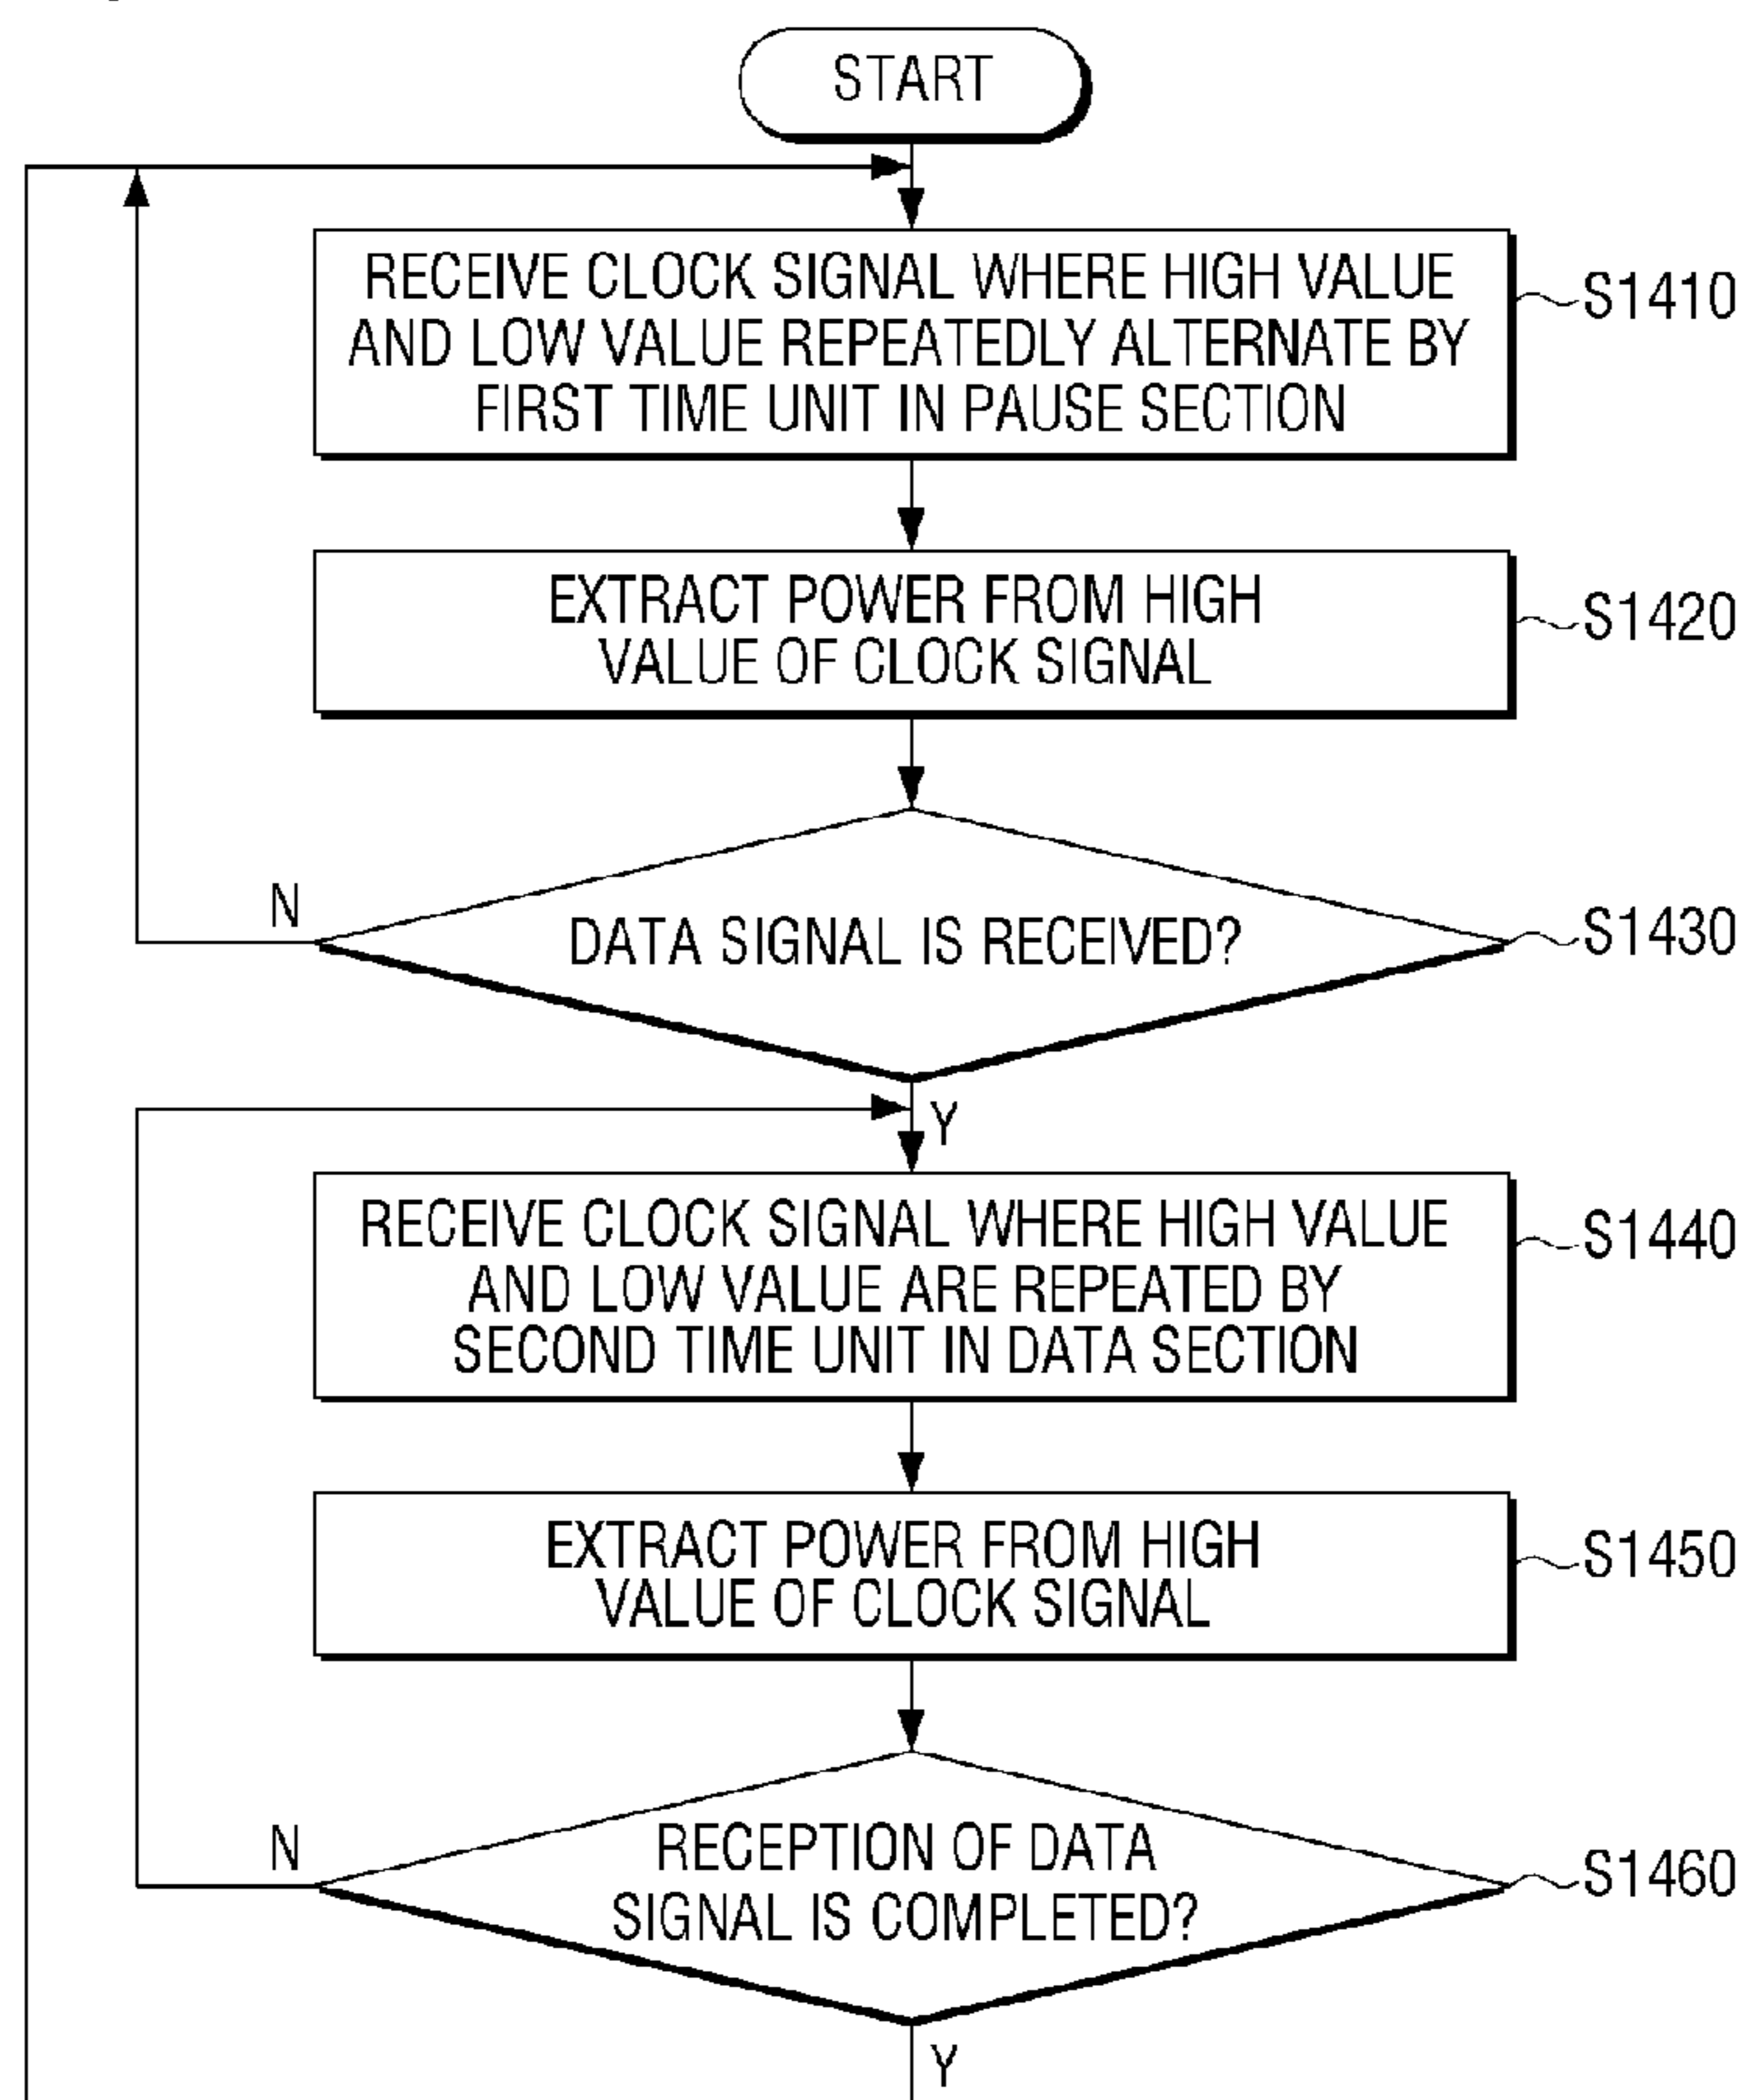 START
RECEIVE CLOCK SIGNAL WHERE HIGH VALUE
AND LOW VALUE REPEATEDLY ALTERNATE BY
FIRST TIME UNIT IN PAUSE SECTION
S1410
EXTRACT POWER FROM HIGH
VALUE OF CLOCK SIGNAL
S1420
N
DATA SIGNAL IS RECEIVED?
S1430
Y
RECEIVE CLOCK SIGNAL WHERE HIGH VALUE
AND LOW VALUE ARE REPEATED BY
SECOND TIME UNIT IN DATA SECTION
S1440
EXTRACT POWER FROM HIGH
VALUE OF CLOCK SIGNAL
S1450
N
RECEPTION OF DATA
SIGNAL IS COMPLETED?
S1460
Y